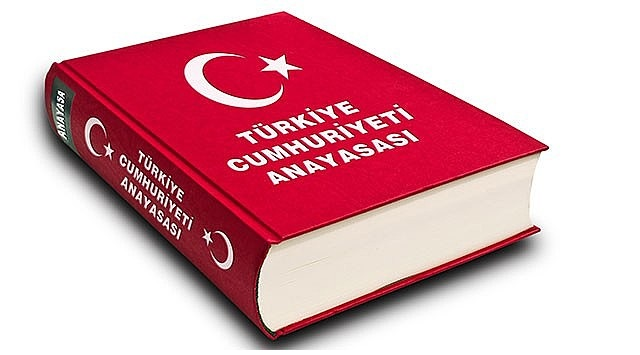 TÜRKİYE
CUMHURİYETİ
ANAYASASI
ANAYASA
TÜRKİYE
CUMHURİYETİ
ANAYASASI